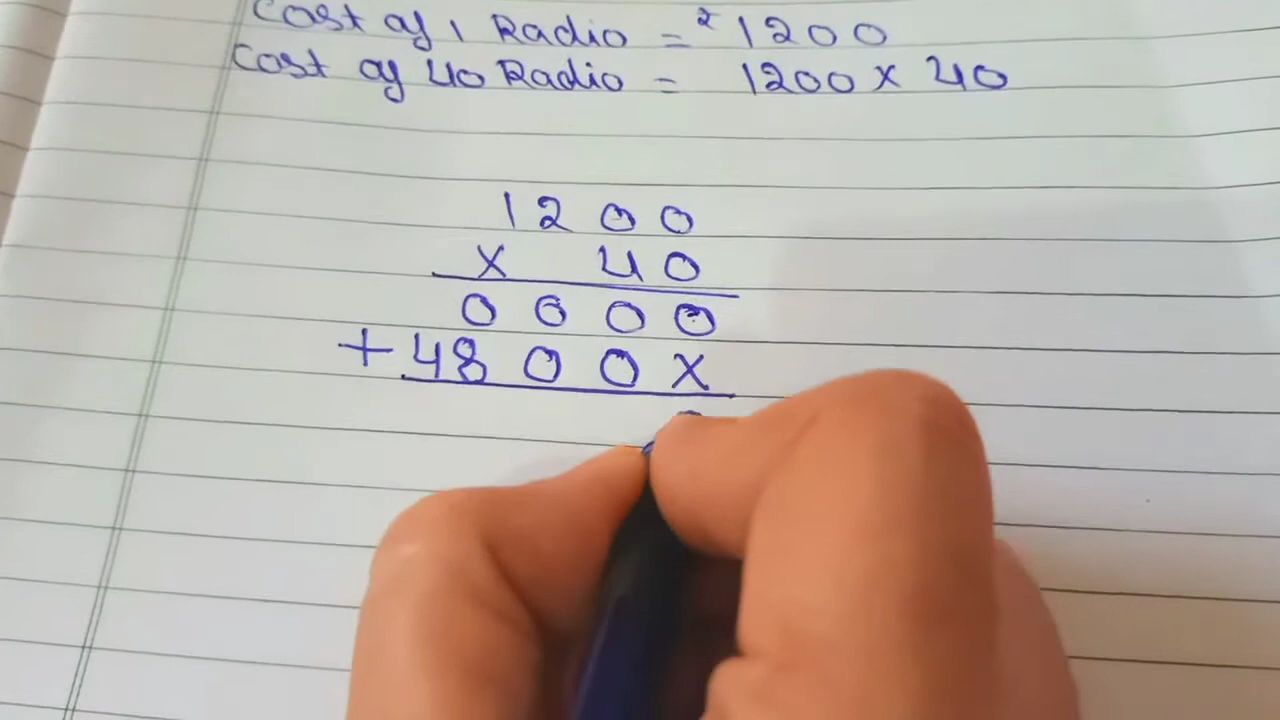 Cost of 1 Radio = ₹ 1200
Cost of 40 Radio = 1200 x 40
1200
x 40
0000
+ 4800x